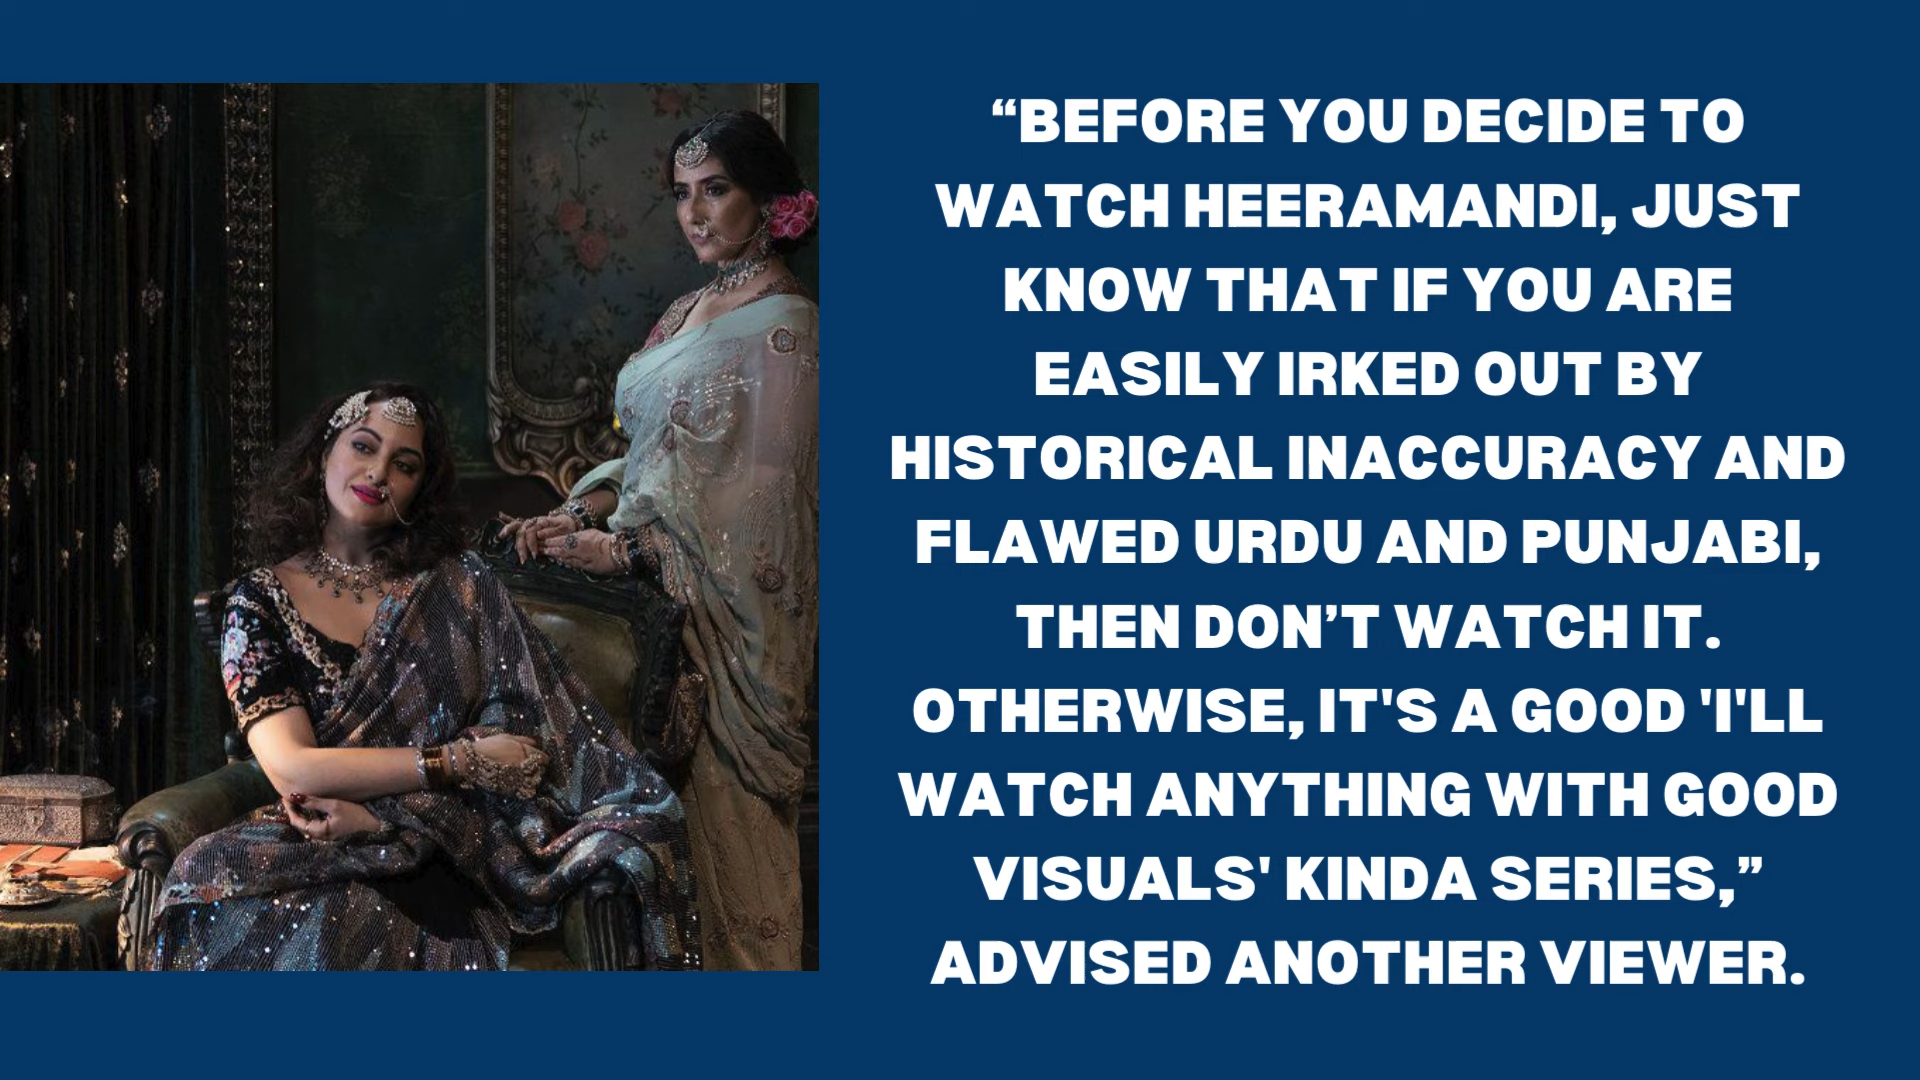 “BEFORE YOU DECIDE TO
WATCH HEERAMANDI, JUST
KNOW THAT IF YOU ARE
EASILY IRKED OUT BY
HISTORICAL INACCURACY AND
FLAWED URDU AND PUNJABI,
THEN DON’T WATCH IT.
OTHERWISE, IT'S A GOOD 'I'LL
WATCH ANYTHING WITH GOOD
VISUALS' KINDA SERIES,”
ADVISED ANOTHER VIEWER.